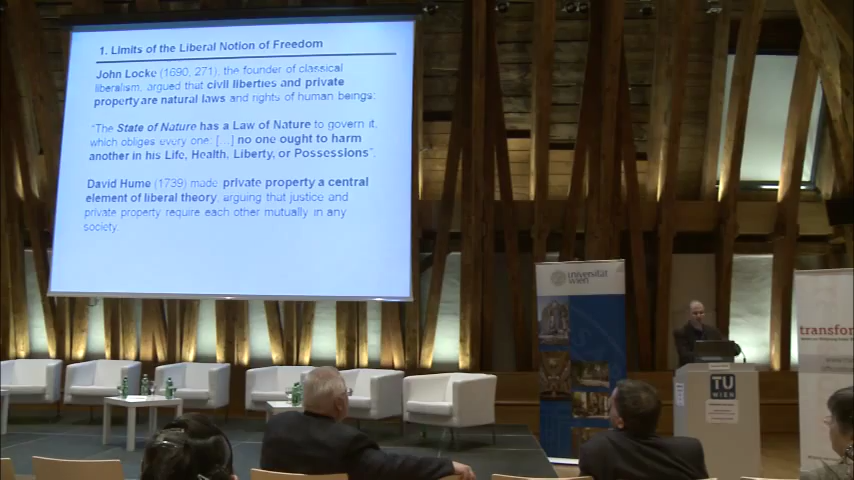 1. Limits of the Liberal Notion of Freedom
John Locke (1690, 271), the founder of classical
liberalism, argued that civil liberties and private
property are natural laws and rights of human beings:
"The State of Nature has a Law of Nature to govern it,
which obliges every one: [...] no one ought to harm
another in his Life, Health, Liberty, or Possessions".
David Hume (1739) made private property a central
element of liberal theory, arguing that justice and
private property require each other mutually in any
society.
universität
wien
TU
WIEN
transfor